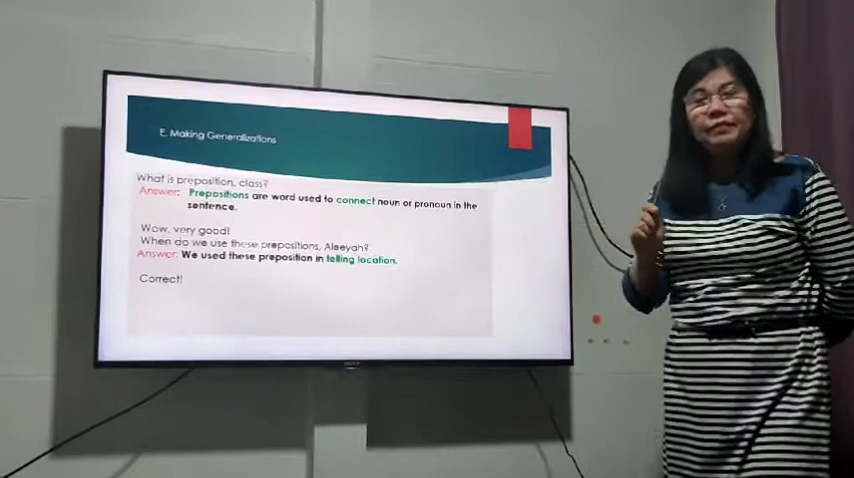 E. Making Generalizations
What is preposition, class?
Answer: Prepositions are word used to connect noun or pronoun in the
sentence.
Wow, very good!
When do we use these prepositions, Aleeyah?
Answer: We used these preposition in telling location.
Correct!